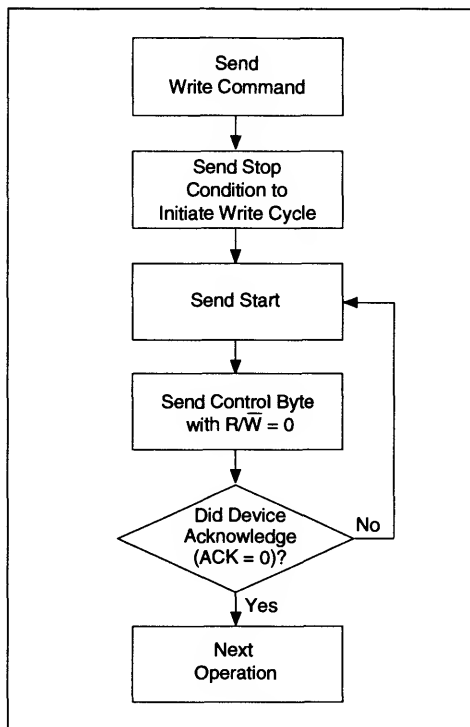 Send
Write Command
Send Stop
Condition to
Initiate Write Cycle
Send Start
Send Control Byte
with R/W̅ = 0
Did Device
Acknowledge
(ACK = 0)?
No
Yes
Next
Operation